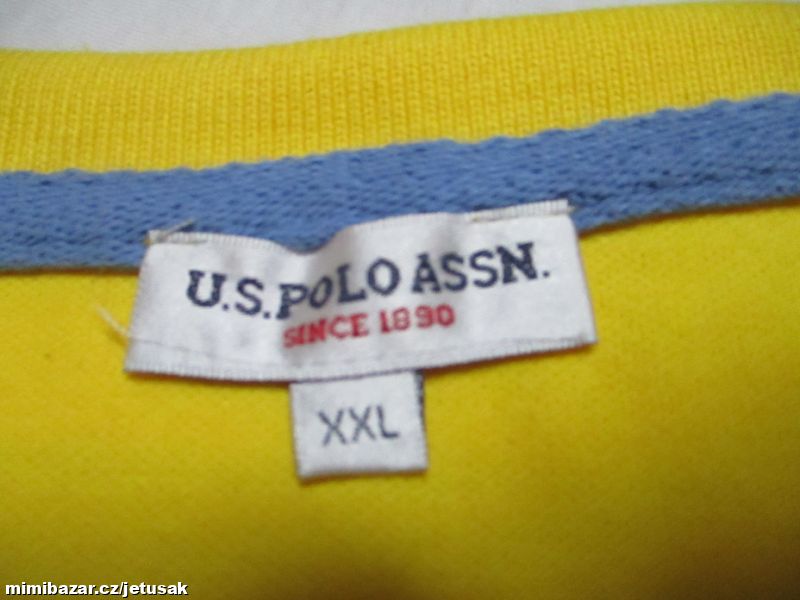 U.S.POLO ASSN.
SINCE 1890
XXL
mimibazar.cz/jetusak